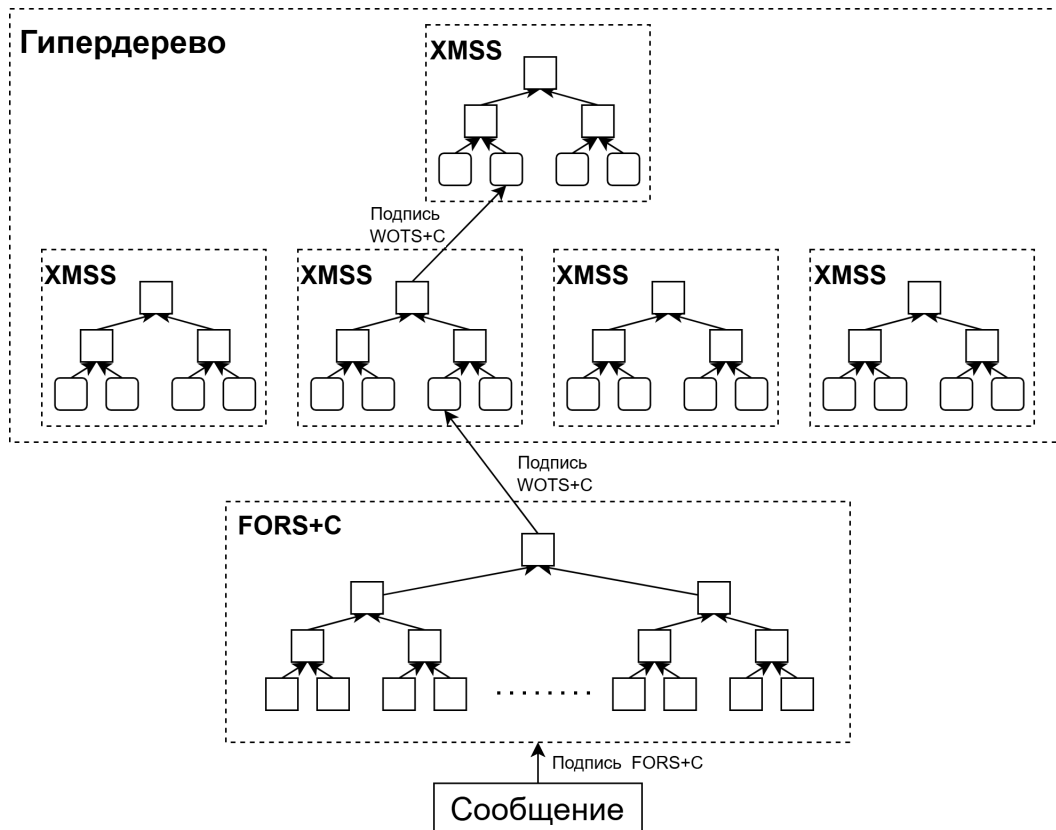 Гипердерево
XMSS
Подпись
WOTS+C
XMSS
XMSS
XMSS
XMSS
Подпись
WOTS+C
FORS+C
. . . . . . . .
Подпись FORS+C
Сообщение